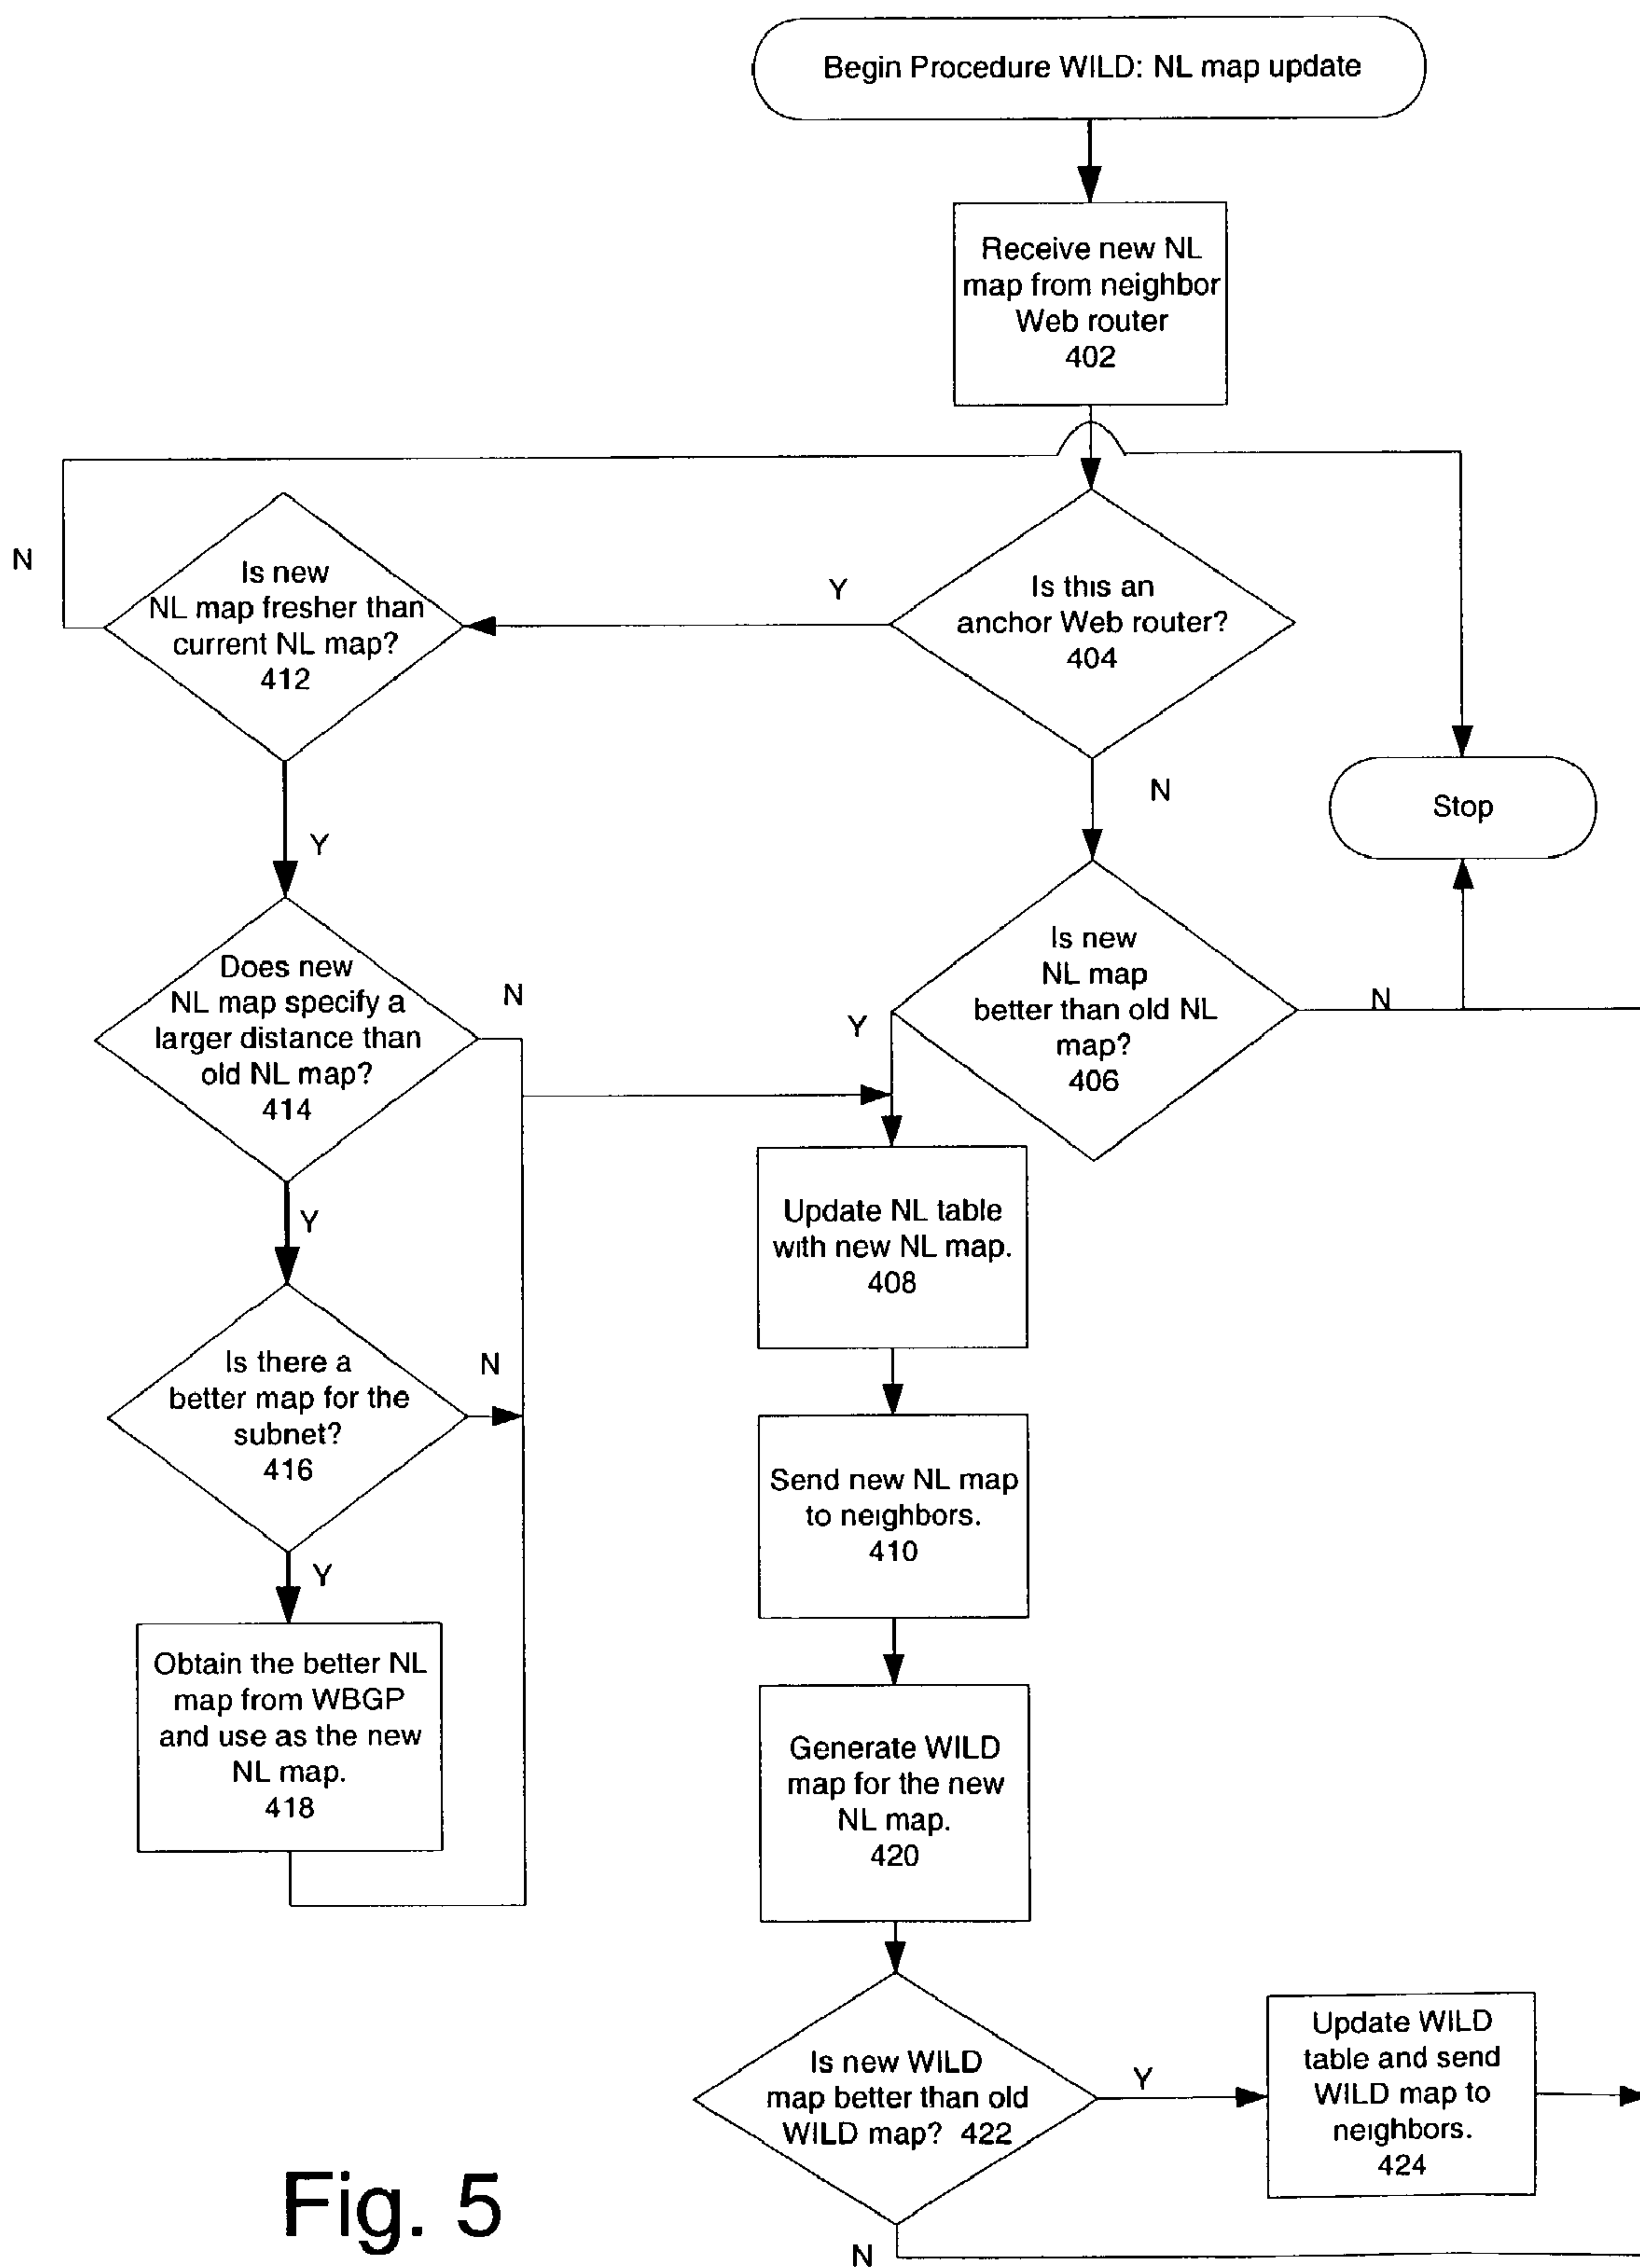 Begin Procedure WILD: NL map update
Receive new NL
map from neighbor
Web router
402
N
Is new
NL map fresher than
current NL map?
412
Y
Is this an
anchor Web router?
404
N
Stop
Y
Does new
NL map specify a
larger distance than
old NL map?
414
N
Y
Is new
NL map
better than old NL
map?
406
N
Y
Update NL table
with new NL map.
408
Is there a
better map for the
subnet?
416
N
Y
Send new NL map
to neighbors.
410
Obtain the better NL
map from WBGP
and use as the new
NL map.
418
Generate WILD
map for the new
NL map.
420
Is new WILD
map better than old
WILD map? 422
Y
Update WILD
table and send
WILD map to
neighbors.
424
N
Fig. 5